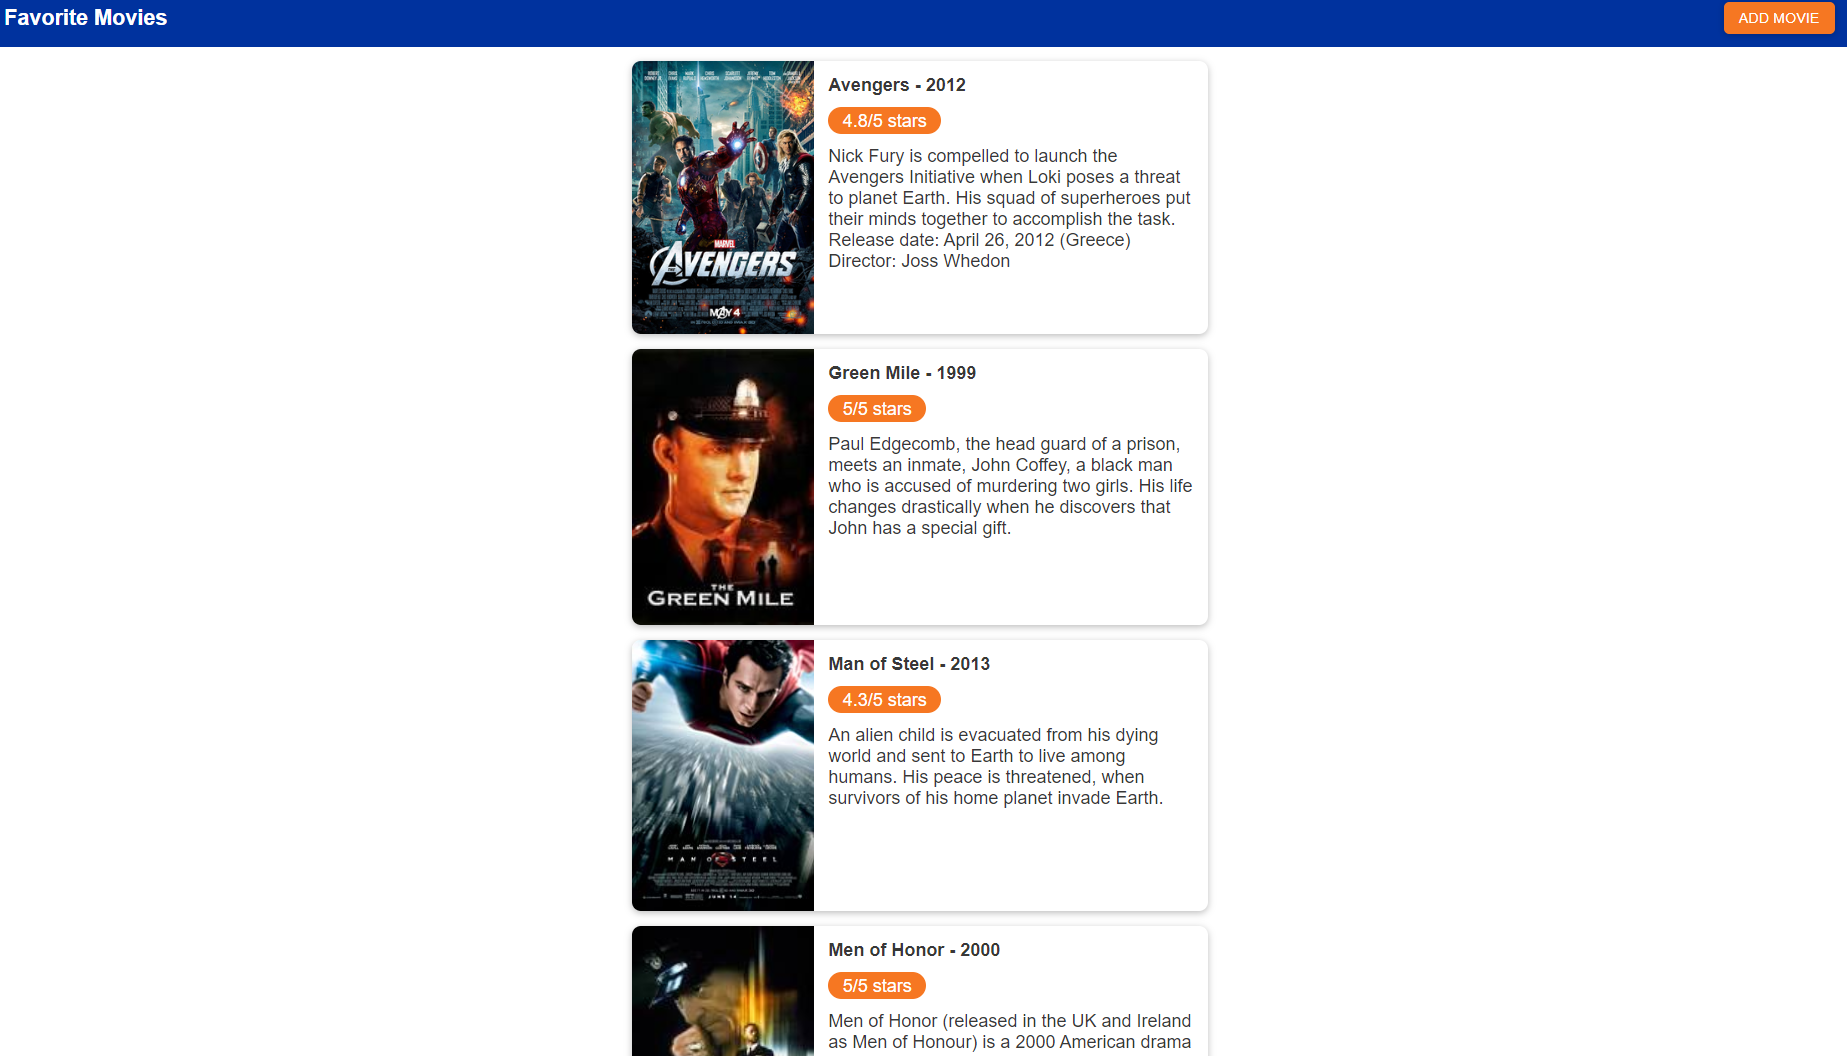 Favorite Movies
ADD MOVIE
MARVEL
AVENGERS
MAY 4
Avengers - 2012
4.8/5 stars
Nick Fury is compelled to launch the
Avengers Initiative when Loki poses a threat
to planet Earth. His squad of superheroes put
their minds together to accomplish the task.
Release date: April 26, 2012 (Greece)
Director: Joss Whedon
THE
GREEN MILE
Green Mile - 1999
5/5 stars
Paul Edgecomb, the head guard of a prison,
meets an inmate, John Coffey, a black man
who is accused of murdering two girls. His life
changes drastically when he discovers that
John has a special gift.
MAN OF STEEL
JUNE 14
Man of Steel - 2013
4.3/5 stars
An alien child is evacuated from his dying
world and sent to Earth to live among
humans. His peace is threatened, when
survivors of his home planet invade Earth.
Men of Honor - 2000
5/5 stars
Men of Honor (released in the UK and Ireland
as Men of Honour) is a 2000 American drama